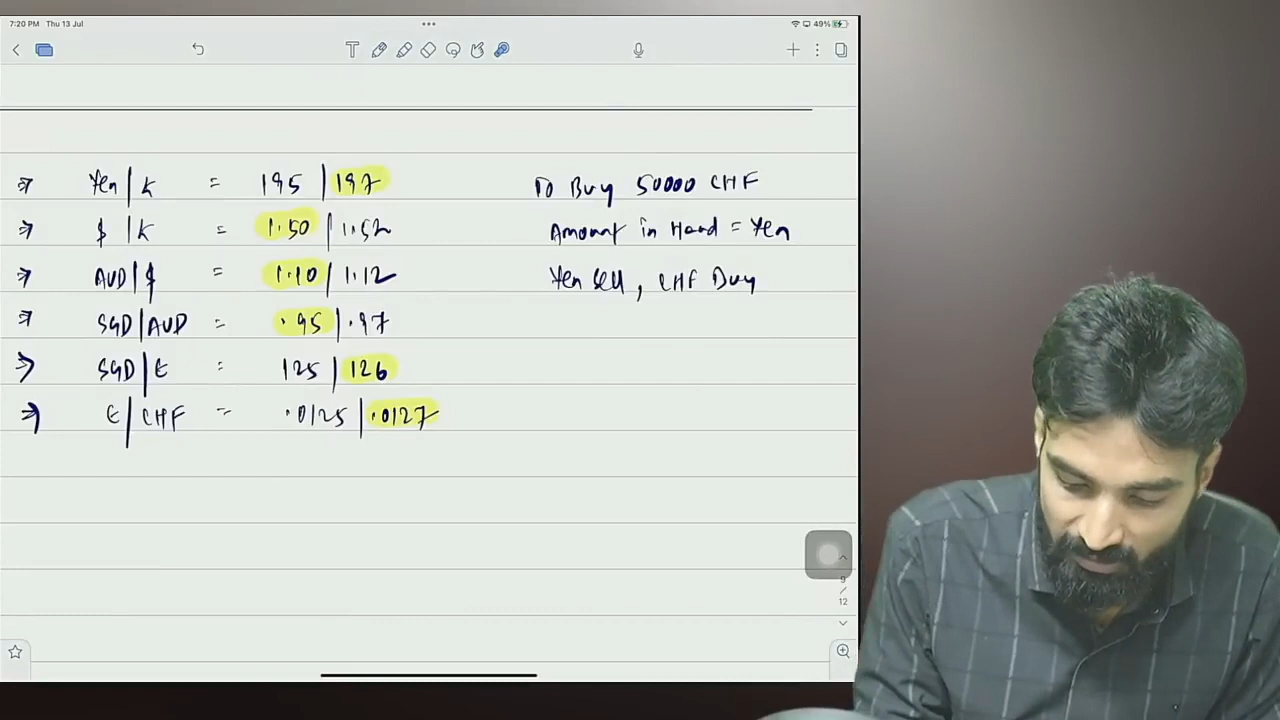 7:20 PM Thu 13 Jul
49%
⇒ Yen | K = 195 | 197
⇒ $ | K = 1.50 | 1.52
⇒ AUD | $ = 1.10 | 1.12
⇒ SGD | AUD = .95 | .97
⇒ SGD | £ = 125 | 126
⇒ £ | CHF = .0125 | .0127
To Buy 50000 CHF
Amount in Hand = Yen
Yen Sell, CHF Buy
9
/
12